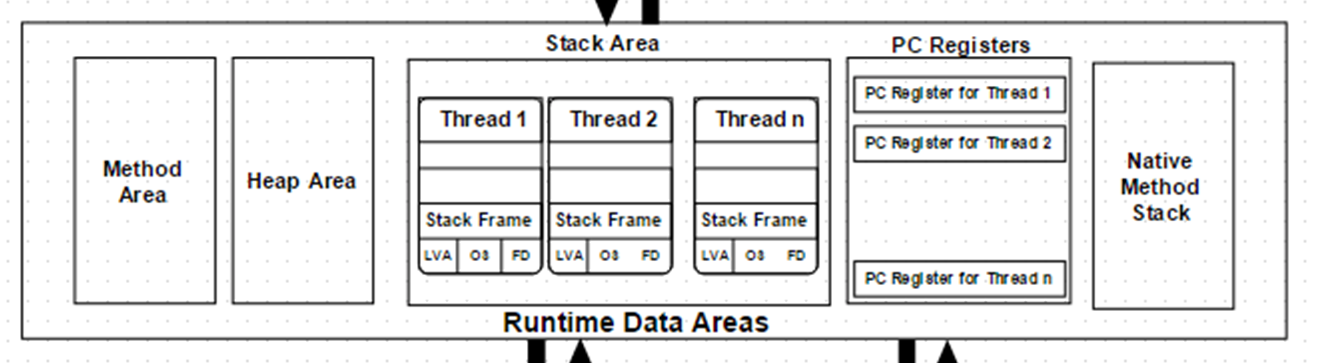 Stack Area
PC Registers
Method
Area
Heap Area
Thread 1
Thread 2
Thread n
Stack Frame
Stack Frame
Stack Frame
LVA OS FD
LVA OS FD
LVA OS FD
PC Register for Thread 1
PC Register for Thread 2
PC Register for Thread n
Native
Method
Stack
Runtime Data Areas